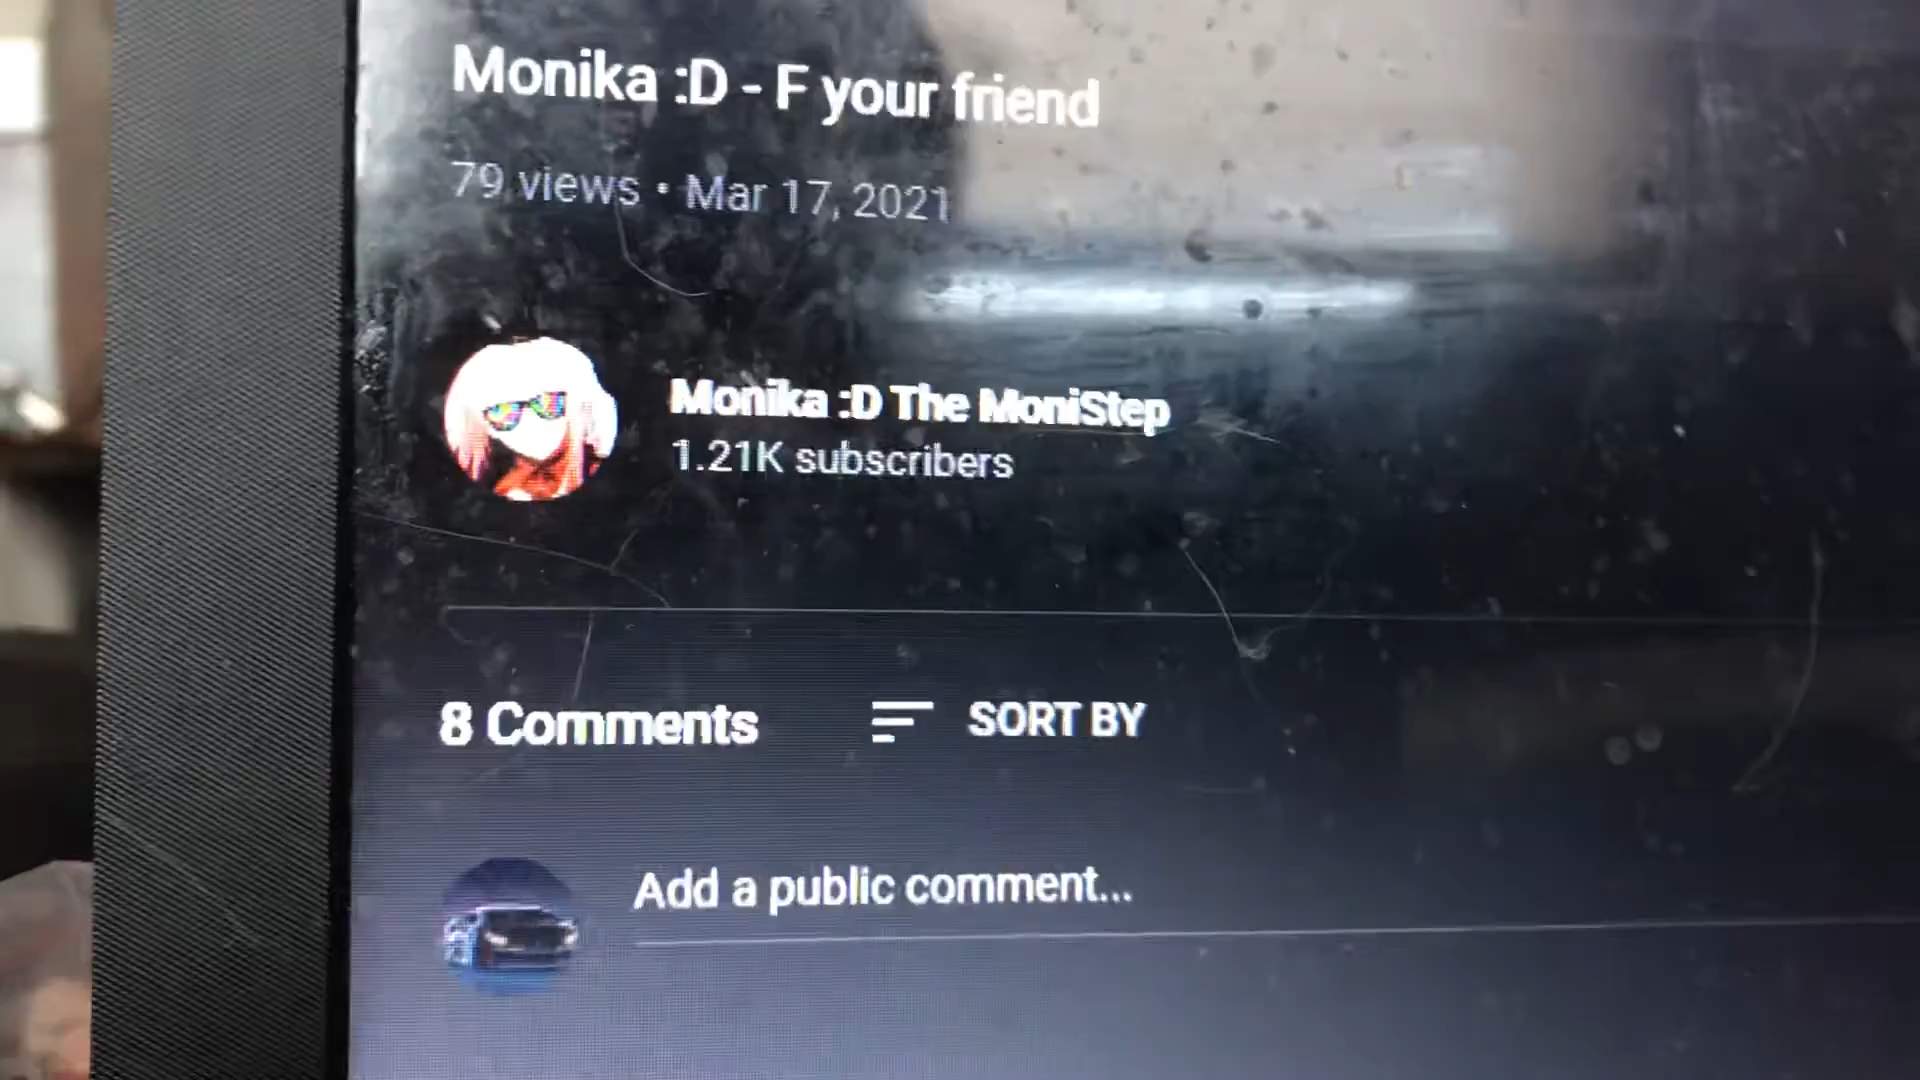 Monika :D - F your friend
79 views • Mar 17, 2021
Monika :D The MoniStep
1.21K subscribers
8 Comments
SORT BY
Add a public comment...